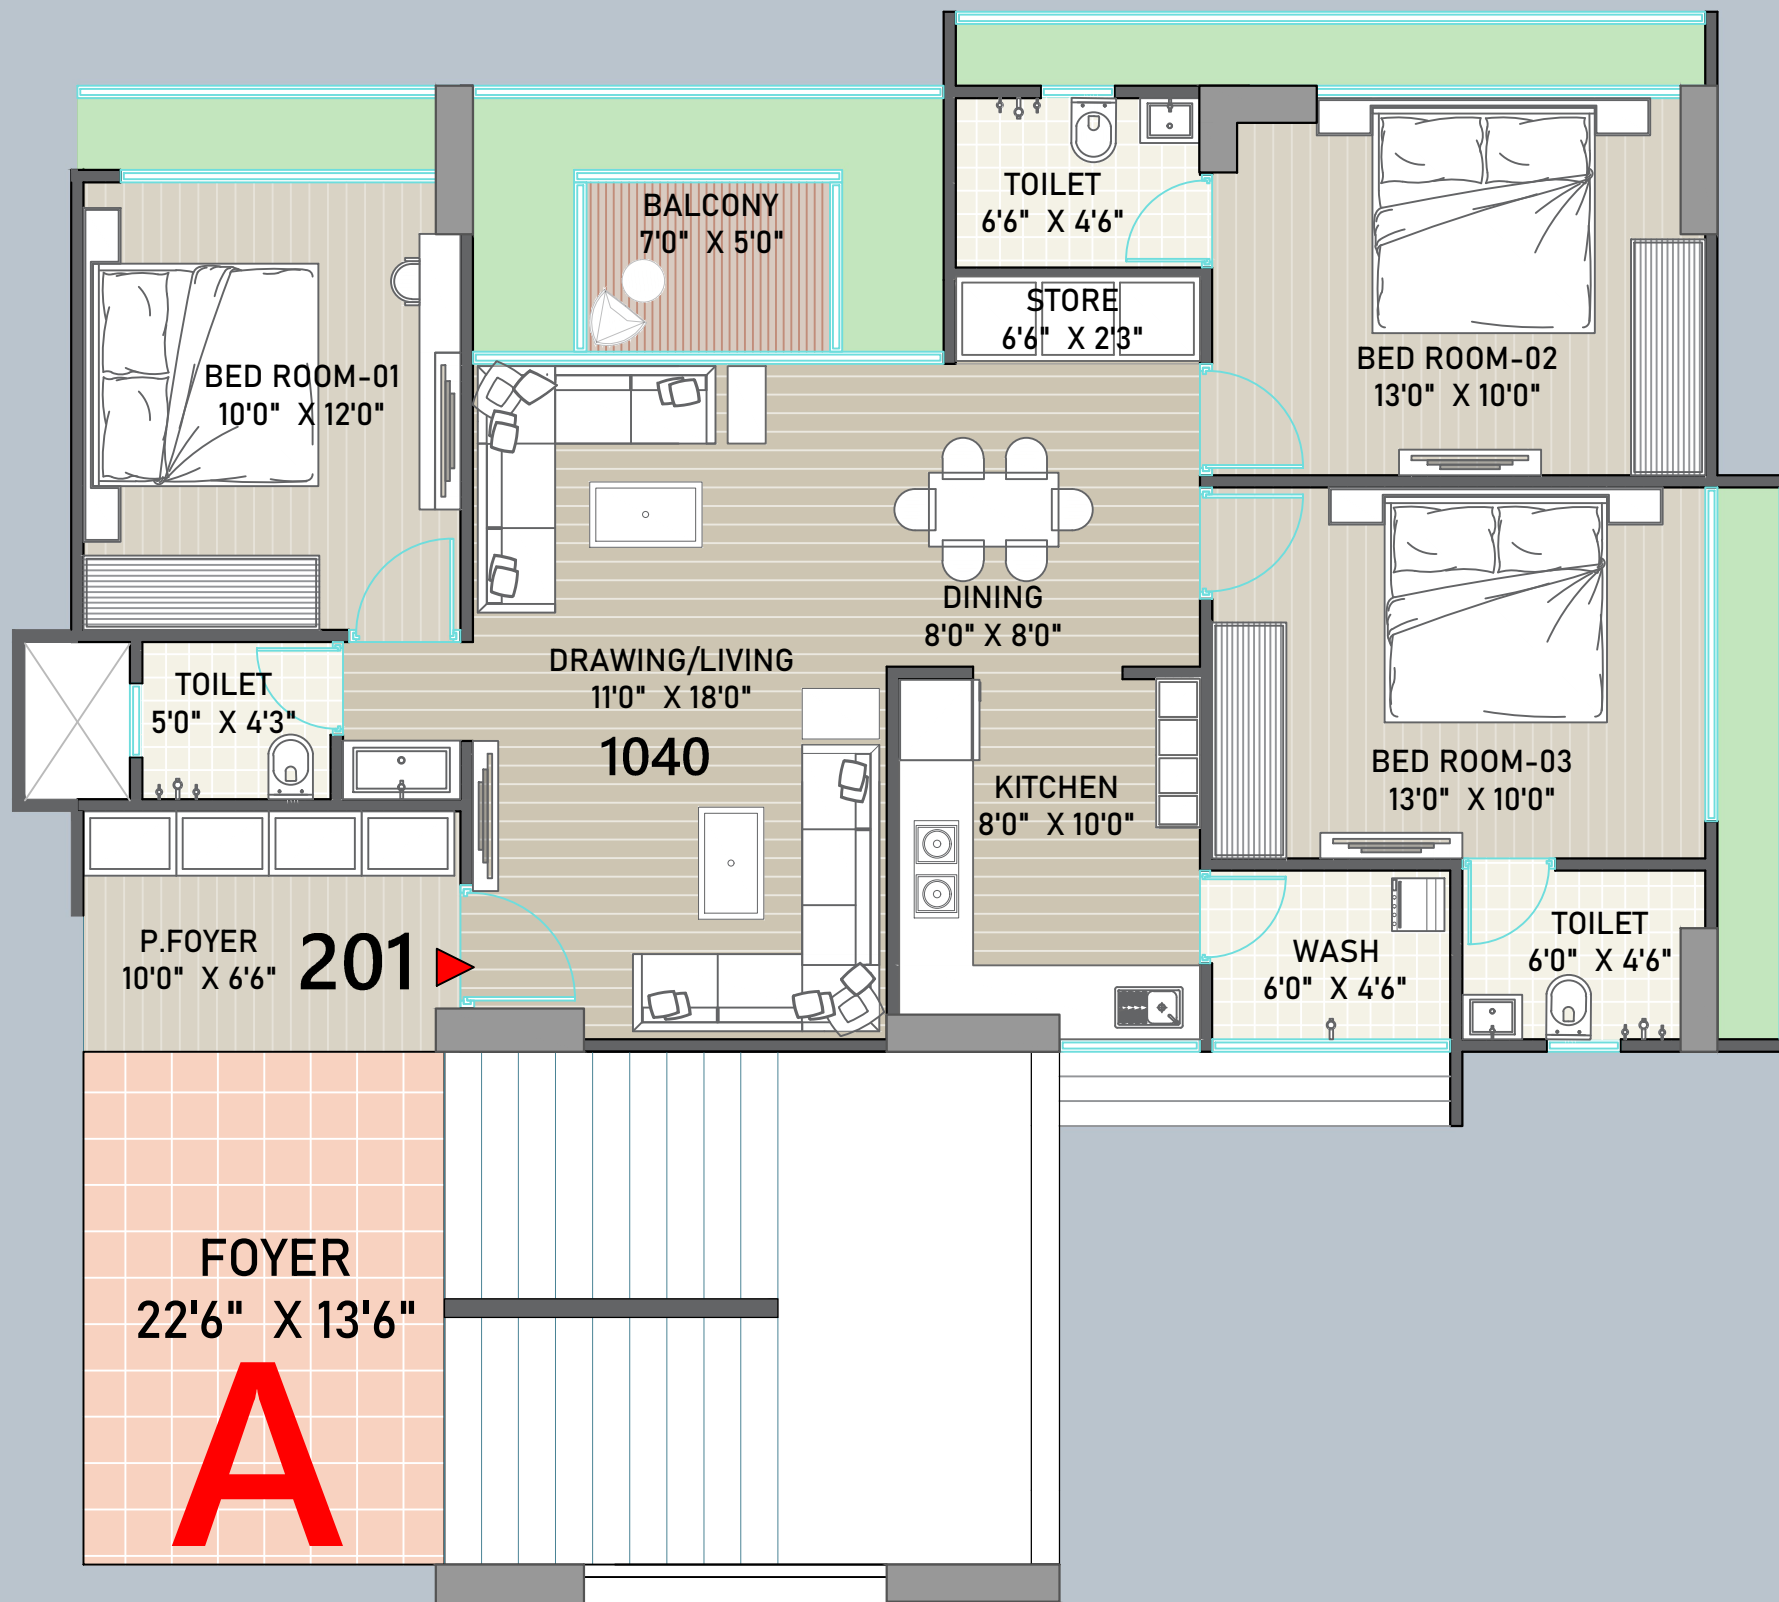 BALCONY
7'0" X 5'0"
TOILET
6'6" X 4'6"
STORE
6'6" X 2'3"
BED ROOM-01
10'0" X 12'0"
BED ROOM-02
13'0" X 10'0"
DINING
8'0" X 8'0"
DRAWING/LIVING
11'0" X 18'0"
1040
TOILET
5'0" X 4'3"
KITCHEN
8'0" X 10'0"
BED ROOM-03
13'0" X 10'0"
P.FOYER
10'0" X 6'6"
201
WASH
6'0" X 4'6"
TOILET
6'0" X 4'6"
FOYER
22'6" X 13'6"
A